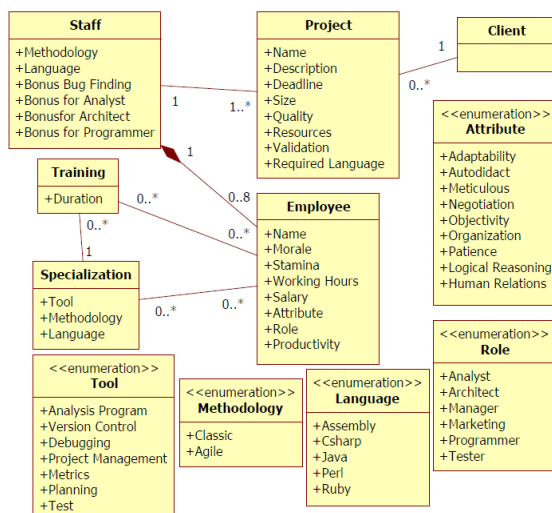 Staff
+Methodology
+Language
+Bonus Bug Finding
+Bonus for Analyst
+Bonusfor Architect
+Bonus for Programmer
1
1..*
Project
+Name
+Description
+Deadline
+Size
+Quality
+Resources
+Validation
+Required Language
1
0..*
Client
1
0..8
Training
+Duration
0..*
0..*
0..*
1
Employee
+Name
+Morale
+Stamina
+Working Hours
+Salary
+Attribute
+Role
+Productivity
Specialization
+Tool
+Methodology
+Language
0..*
0..*
<<enumeration>>
Attribute
+Adaptability
+Autodidact
+Meticulous
+Negotiation
+Objectivity
+Organization
+Patience
+Logical Reasoning
+Human Relations
<<enumeration>>
Tool
+Analysis Program
+Version Control
+Debugging
+Project Management
+Metrics
+Planning
+Test
<<enumeration>>
Methodology
+Classic
+Agile
<<enumeration>>
Language
+Assembly
+Csharp
+Java
+Perl
+Ruby
<<enumeration>>
Role
+Analyst
+Architect
+Manager
+Marketing
+Programmer
+Tester